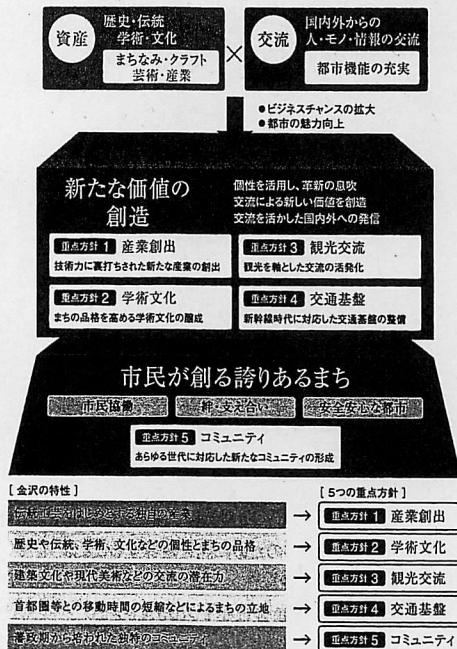 資産
歴史・伝統
学術・文化
まちなみ・クラフト
芸術・産業
×
交流
国内外からの
人・モノ・情報の交流
都市機能の充実
●ビジネスチャンスの拡大
●都市の魅力向上
新たな価値の
創造
個性を活用し、革新の息吹
交流による新しい価値を創造
交流を活かした国内外への発信
重点方針 1 産業創出
技術力に裏打ちされた新たな産業の創出
重点方針 3 観光交流
観光を軸とした交流の活発化
重点方針 2 学術文化
まちの品格を高める学術文化の醸成
重点方針 4 交通基盤
新幹線時代に対応した交通基盤の整備
市民が創る誇りあるまち
市民協働
絆・支え合い
安全安心な都市
重点方針 5 コミュニティ
あらゆる世代に対応した新たなコミュニティの形成
[ 金沢の特性 ]
[ 5つの重点方針 ]
伝統工芸をはじめとする独自の産業
→ 重点方針 1 産業創出
歴史や伝統、学術、文化などの個性とまちの品格
→ 重点方針 2 学術文化
建築文化や現代美術などの交流の潜在力
→ 重点方針 3 観光交流
首都圏等との移動時間の短縮などによるまちの立地
→ 重点方針 4 交通基盤
藩政期から培われた独特のコミュニティ
→ 重点方針 5 コミュニティ